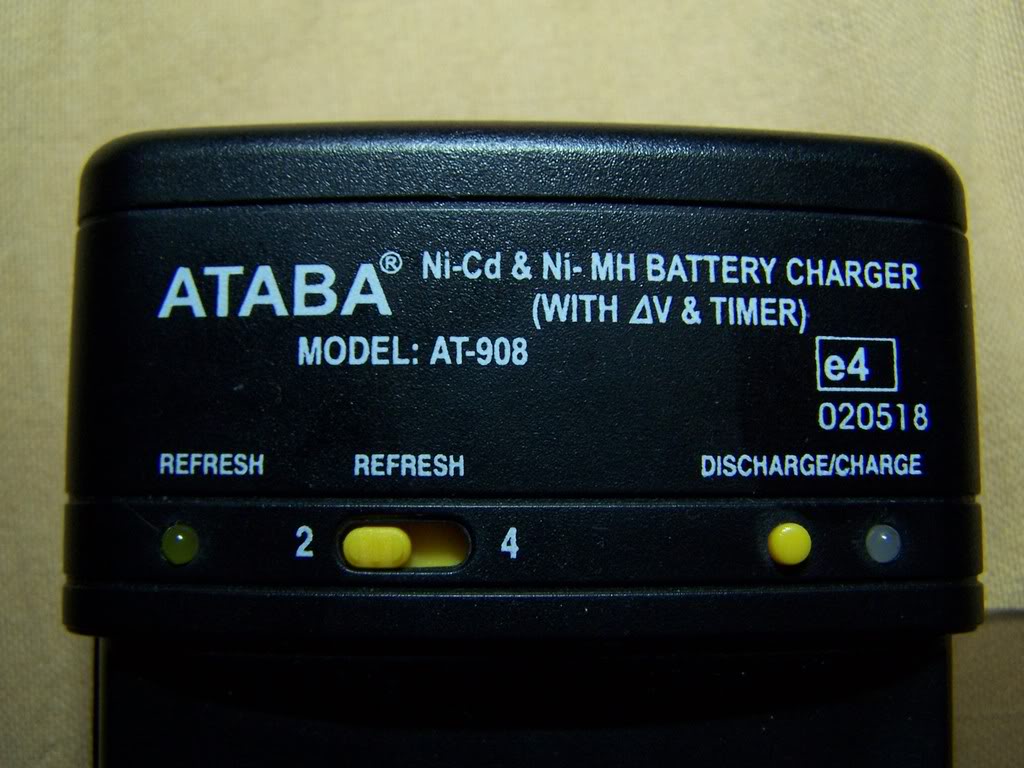 ATABA® Ni-Cd & Ni- MH BATTERY CHARGER
(WITH ΔV & TIMER)
MODEL: AT-908
e4
020518
REFRESH REFRESH DISCHARGE/CHARGE
2 4